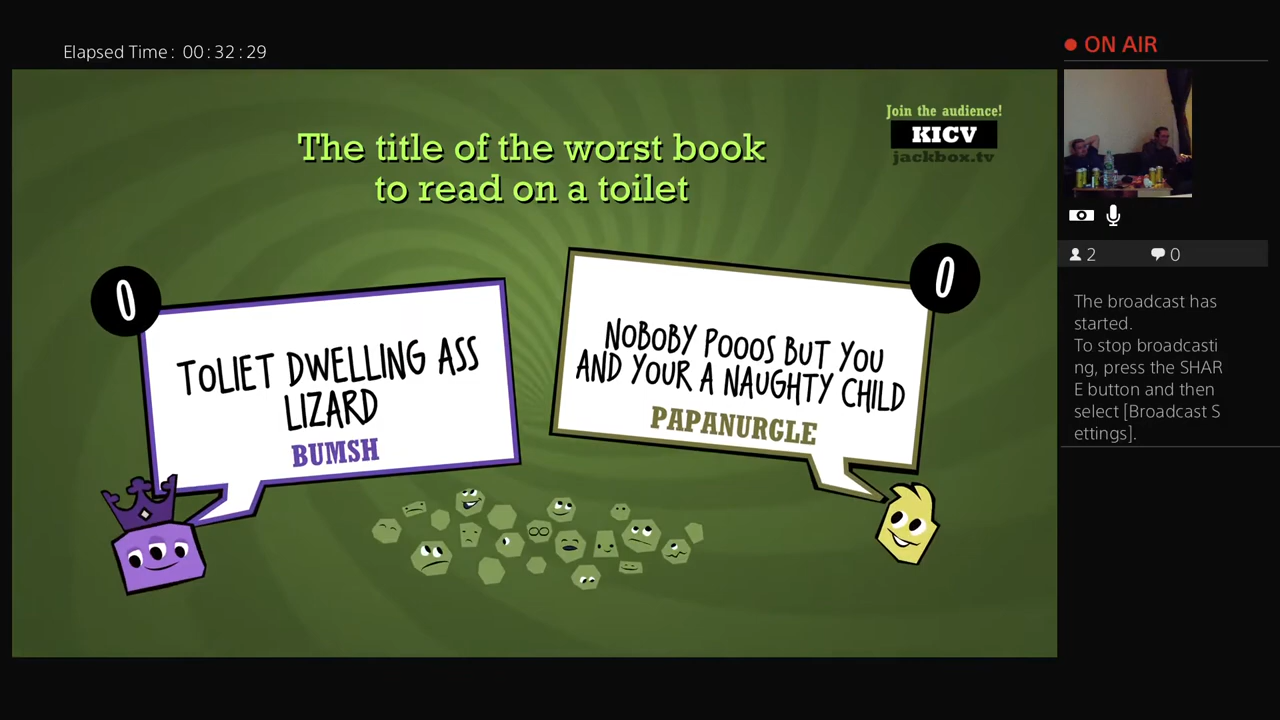 Elapsed Time: 00:32:29
ON AIR
Join the audience!
KICV
jackbox.tv
The title of the worst book
to read on a toilet
0
0
TOLIET DWELLING ASS
LIZARD
BUMSH
NOBOBY POOOS BUT YOU
AND YOUR A NAUGHTY CHILD
PAPANURGLE
2
0
The broadcast has
started.
To stop broadcasti
ng, press the SHAR
E button and then
select [Broadcast S
ettings].